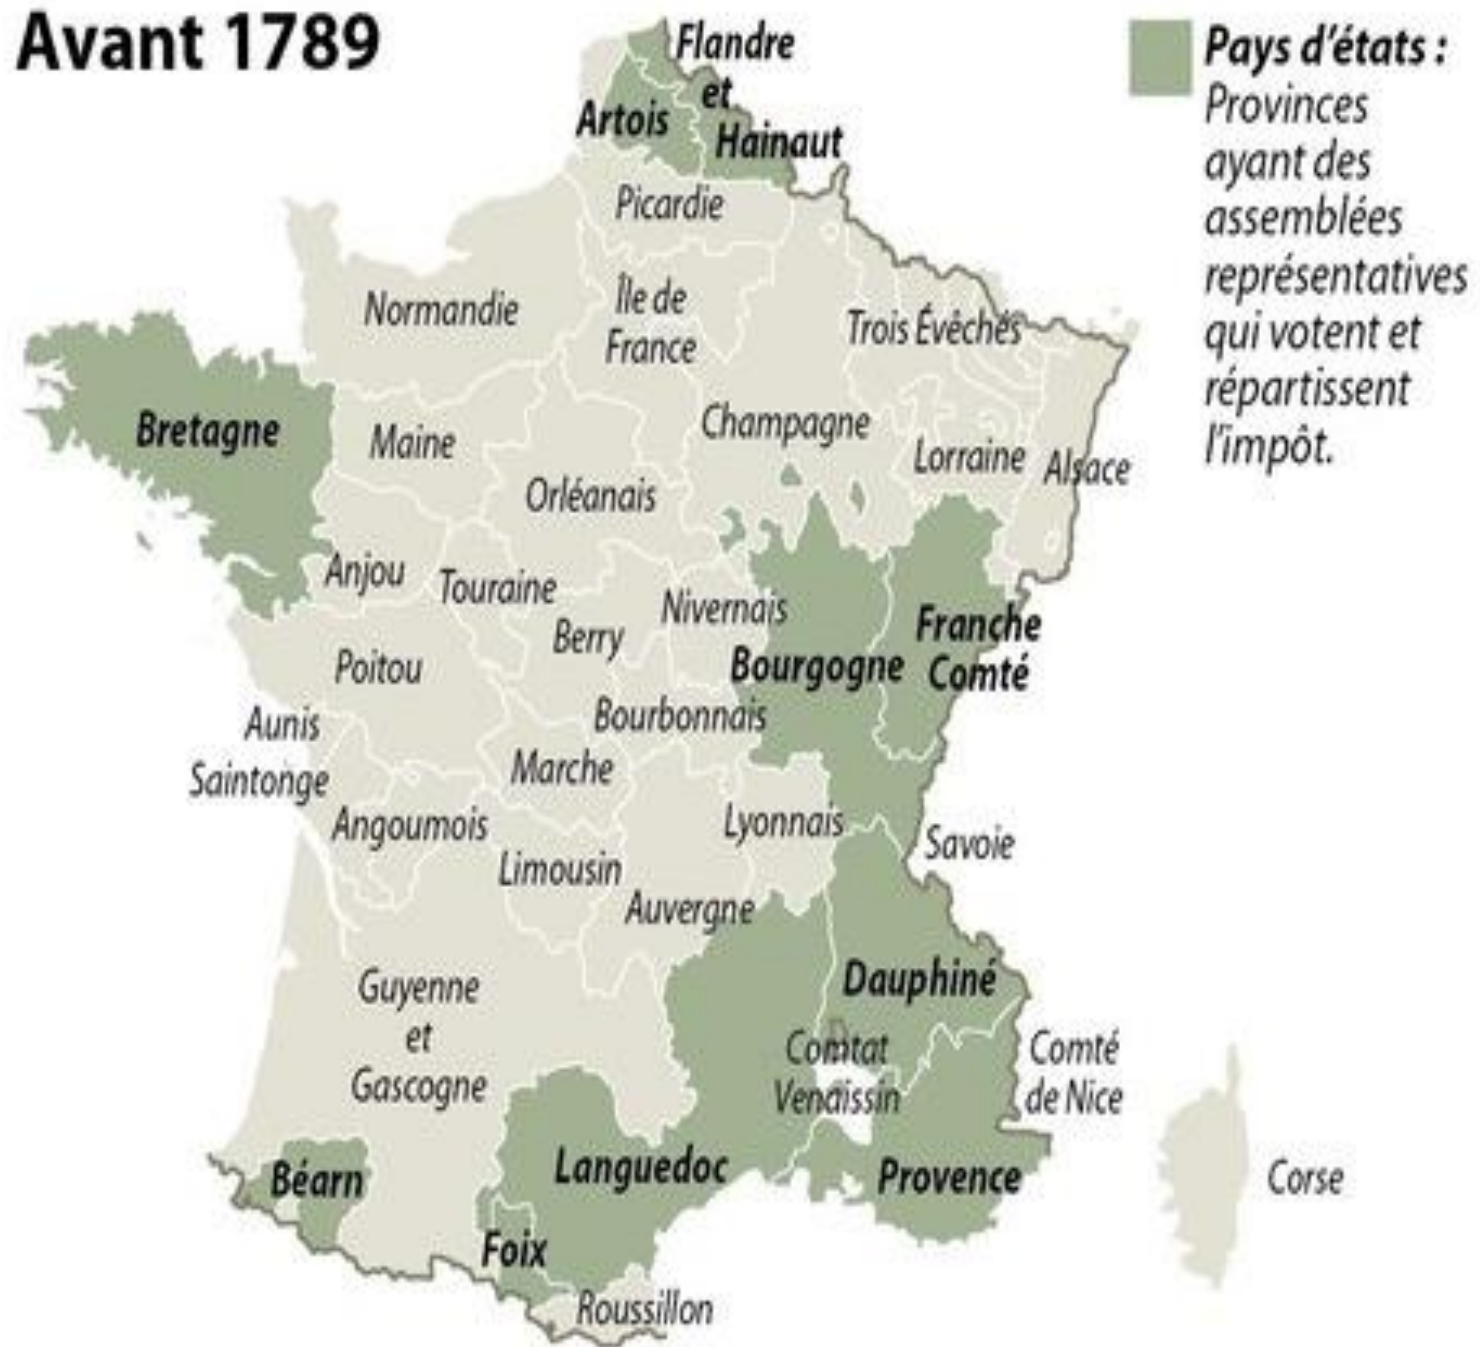 Avant 1789
Pays d'états :
Provinces
ayant des
assemblées
représentatives
qui votent et
répartissent
l'impôt.
Flandre
et
Hainaut
Artois
Picardie
Normandie
Île de
France
Trois Évêchés
Bretagne
Maine
Champagne
Lorraine
Alsace
Orléanais
Anjou
Touraine
Nivernais
Berry
Franche
Comté
Bourgogne
Poitou
Bourbonnais
Aunis
Saintonge
Marche
Angoumois
Lyonnais
Savoie
Limousin
Auvergne
Dauphiné
Guyenne
et
Gascogne
Comtat
Venaissin
Comté
de Nice
Béarn
Languedoc
Provence
Corse
Foix
Roussillon